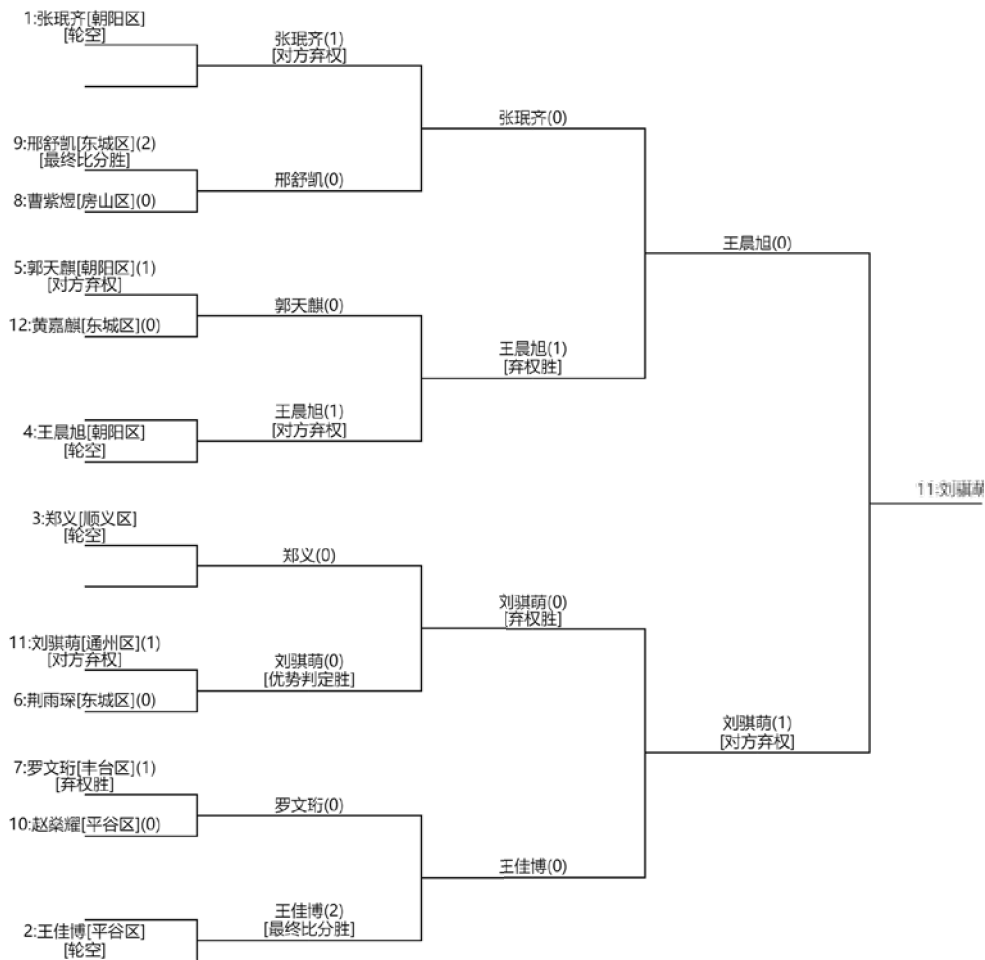 1:张珉齐[朝阳区]
[轮空]
张珉齐(1)
[对方弃权]
张珉齐(0)
9:邢舒凯[东城区](2)
[最终比分胜]
邢舒凯(0)
8:曹紫煜[房山区](0)
王晨旭(0)
5:郭天麒[朝阳区](1)
[对方弃权]
郭天麒(0)
12:黄嘉麒[东城区](0)
王晨旭(1)
[弃权胜]
王晨旭(1)
[对方弃权]
4:王晨旭[朝阳区]
[轮空]
11:刘骐萌
3:郑义[顺义区]
[轮空]
郑义(0)
刘骐萌(0)
[弃权胜]
11:刘骐萌[通州区](1)
[对方弃权]
刘骐萌(0)
[优势判定胜]
6:荆雨琛[东城区](0)
刘骐萌(1)
[对方弃权]
7:罗文珩[丰台区](1)
[弃权胜]
罗文珩(0)
10:赵燊耀[平谷区](0)
王佳博(0)
王佳博(2)
[最终比分胜]
2:王佳博[平谷区]
[轮空]